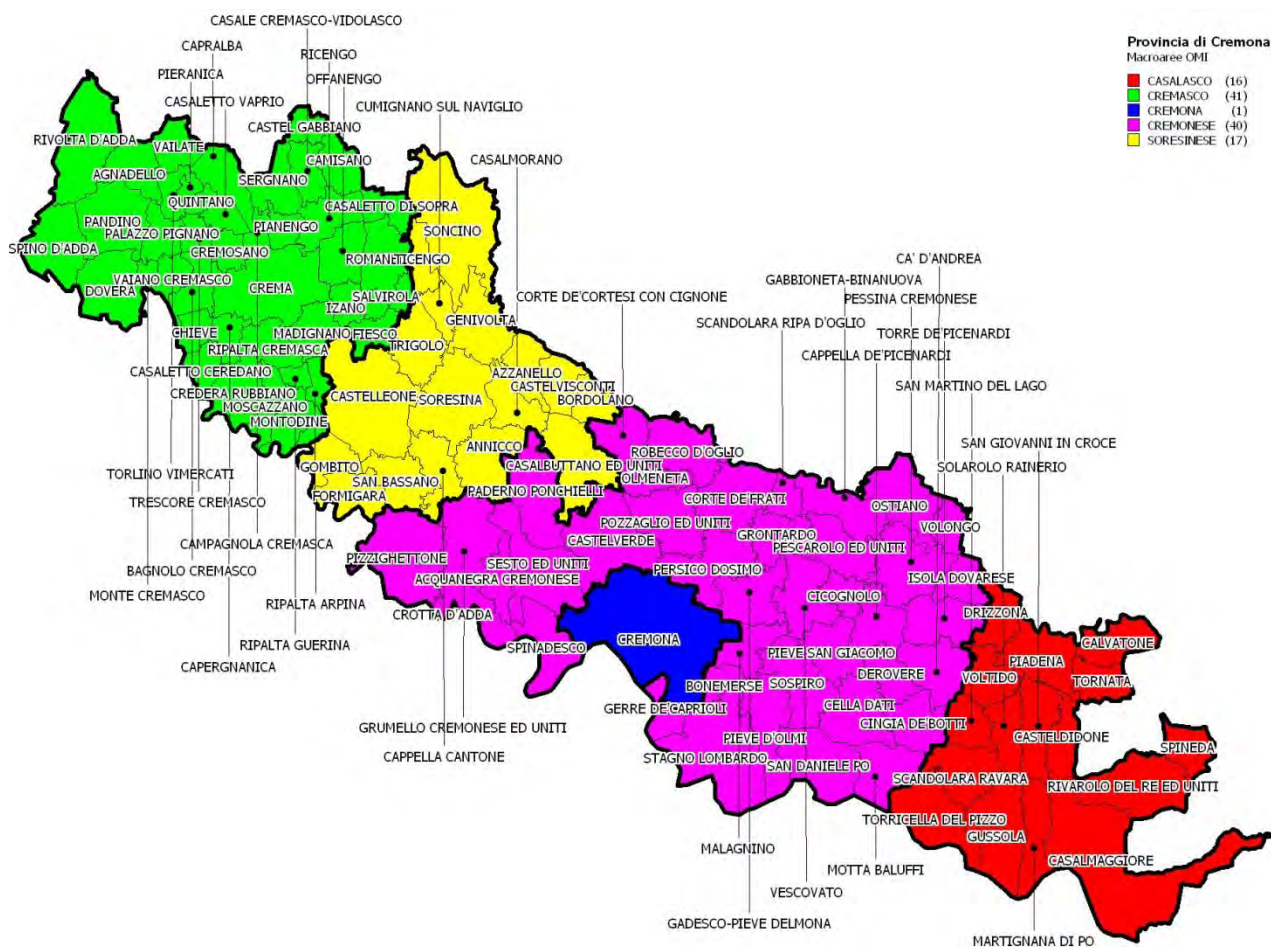 CASALE CREMASCO-VIDOLASCO
CAPRALBA
RICENGO
PIERANICA
OFFANENGO
CASALETTO VAPRIO
CUMIGNANO SUL NAVIGLIO
Provincia di Cremona
Macroaree OMI
CASALASCO (16)
CREMASCO (41)
CREMONA (1)
CREMONESE (40)
SORESINESE (17)
CASTEL GABBIANO
RIVOLTA D'ADDA
VAILATE
CASALMORANO
CAMISANO
AGNADELLO
SERGNANO
QUINTANO
CASALETTO DI SOPRA
PANDINO
PALAZZO PIGNANO
PIANENGO
SONCINO
SPINO D'ADDA
CREMOSANO
ROMANENGO
TICENGO
CA' D'ANDREA
VAIANO CREMASCO
GABBIONETA-BINANUOVA
DOVERA
CREMA
SALVIROLA
CORTE DE'CORTESI CON CIGNONE
PESSINA CREMONESE
IZANO
GENIVOLTA
SCANDOLARA RIPA D'OGLIO
CHIEVE
MADIGNANO
FIESCO
TORRE DE'PICENARDI
TRIGOLO
RIPALTA CREMASCA
CAPPELLA DE'PICENARDI
CASALETTO CEREDANO
AZZANELLO
CREDERA RUBBIANO
CASTELVISCONTI
SAN MARTINO DEL LAGO
CASTELLEONE
SORESINA
BORDOLANO
MOSCAZZANO
MONTODINE
SAN GIOVANNI IN CROCE
ANNICCO
ROBECCO D'OGLIO
GOMBITO
CASALBUTTANO ED UNITI
SOLAROLO RAINERIO
TORLINO VIMERCATI
SAN BASSANO
OLMENETA
FORMIGARA
PADERNO PONCHIELLI
CORTE DE'FRATI
TRESCORE CREMASCO
OSTIANO
POZZAGLIO ED UNITI
VOLONGO
CASTELVERDE
GRONTARDO
CAMPAGNOLA CREMASCA
PESCAROLO ED UNITI
PIZZIGHETTONE
SESTO ED UNITI
PERSICO DOSIMO
BAGNOLO CREMASCO
ACQUANEGRA CREMONESE
ISOLA DOVARESE
MONTE CREMASCO
RIPALTA ARPINA
CICOGNOLO
CROTTA D'ADDA
DRIZZONA
CREMONA
RIPALTA GUERINA
SPINADESCO
PIEVE SAN GIACOMO
CALVATONE
PIADENA
CAPERGNANICA
DEROVERE
VOLTIDO
TORNATA
BONEMERSE
SOSPIRO
CELLA DATI
GERRE DE'CAPRIOLI
GRUMELLO CREMONESE ED UNITI
CINGIA DE'BOTTI
PIEVE D'OLMI
CASTELDIDONE
SPINEDA
CAPPELLA CANTONE
STAGNO LOMBARDO
SAN DANIELE PO
SCANDOLARA RAVARA
RIVAROLO DEL RE ED UNITI
TORRICELLA DEL PIZZO
GUSSOLA
MALAGNINO
CASALMAGGIORE
MOTTA BALUFFI
VESCOVATO
GADESCO-PIEVE DELMONA
MARTIGNANA DI PO